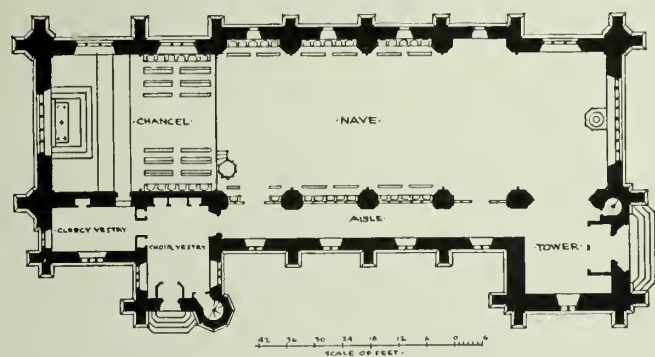 ·CHANCEL·
·NAVE·
AISLE·
CLERGY VESTRY
CHOIR VESTRY
·TOWER·
42 36 30 24 18 12 6 0 6
SCALE OF FEET·